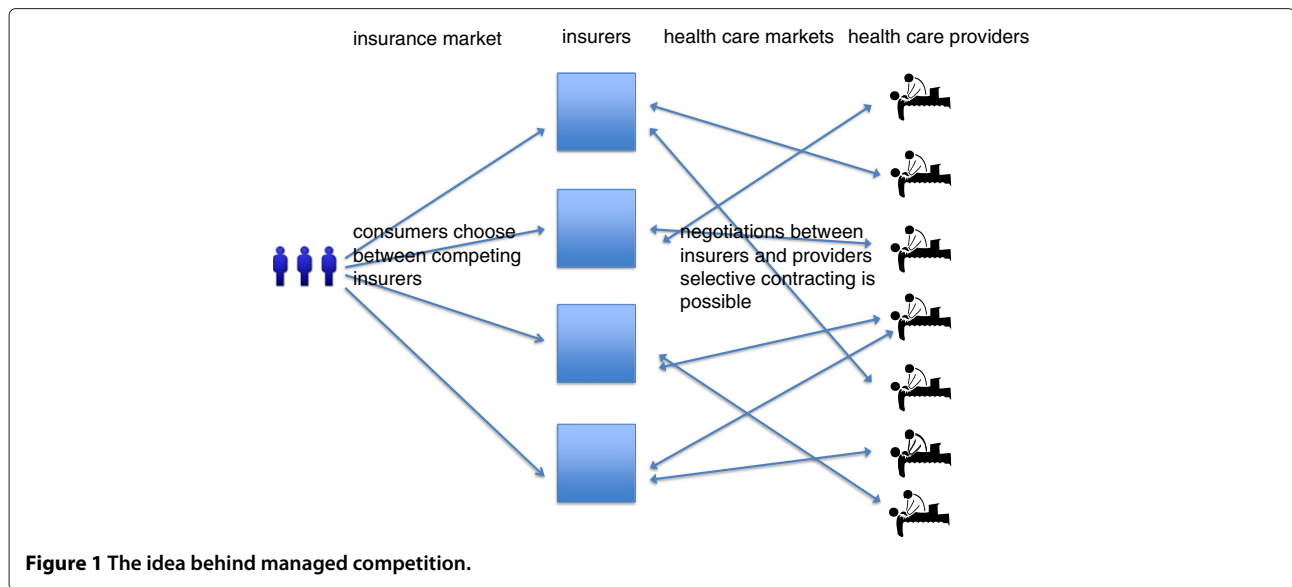 insurance market
insurers
health care markets
health care providers
consumers choose
between competing
insurers
negotiations between
insurers and providers
selective contracting is
possible
Figure 1 The idea behind managed competition.